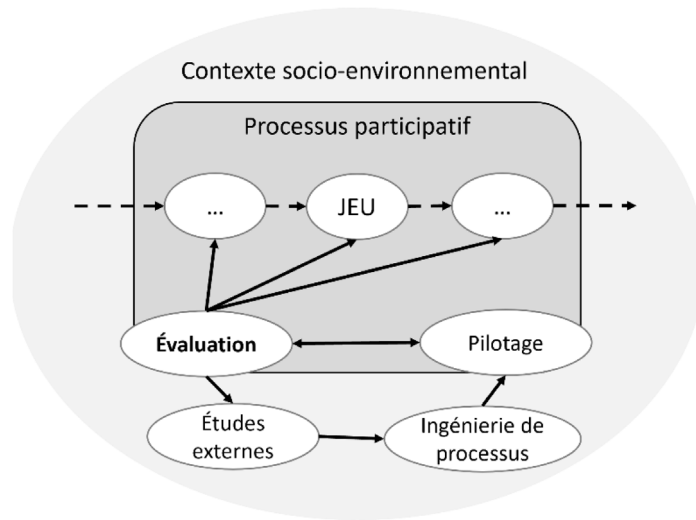 Contexte socio-environnemental
Processus participatif
...
JEU
...
Évaluation
Pilotage
Études
externes
Ingénierie de
processus